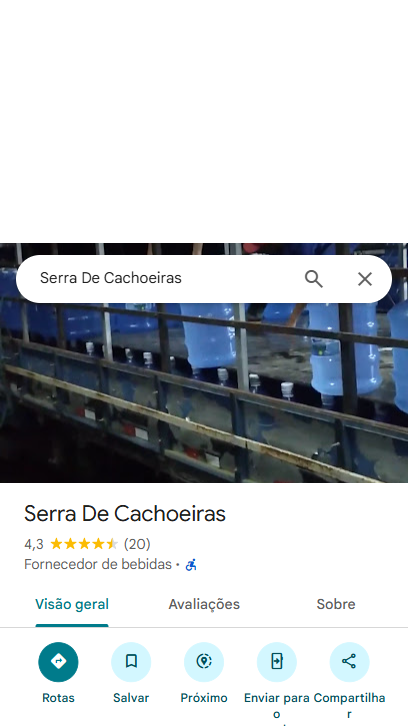 Serra De Cachoeiras
Serra De Cachoeiras
4,3 (20)
Fornecedor de bebidas ·
Visão geral Avaliações Sobre
Rotas Salvar Próximo Enviar para o Compartilhar